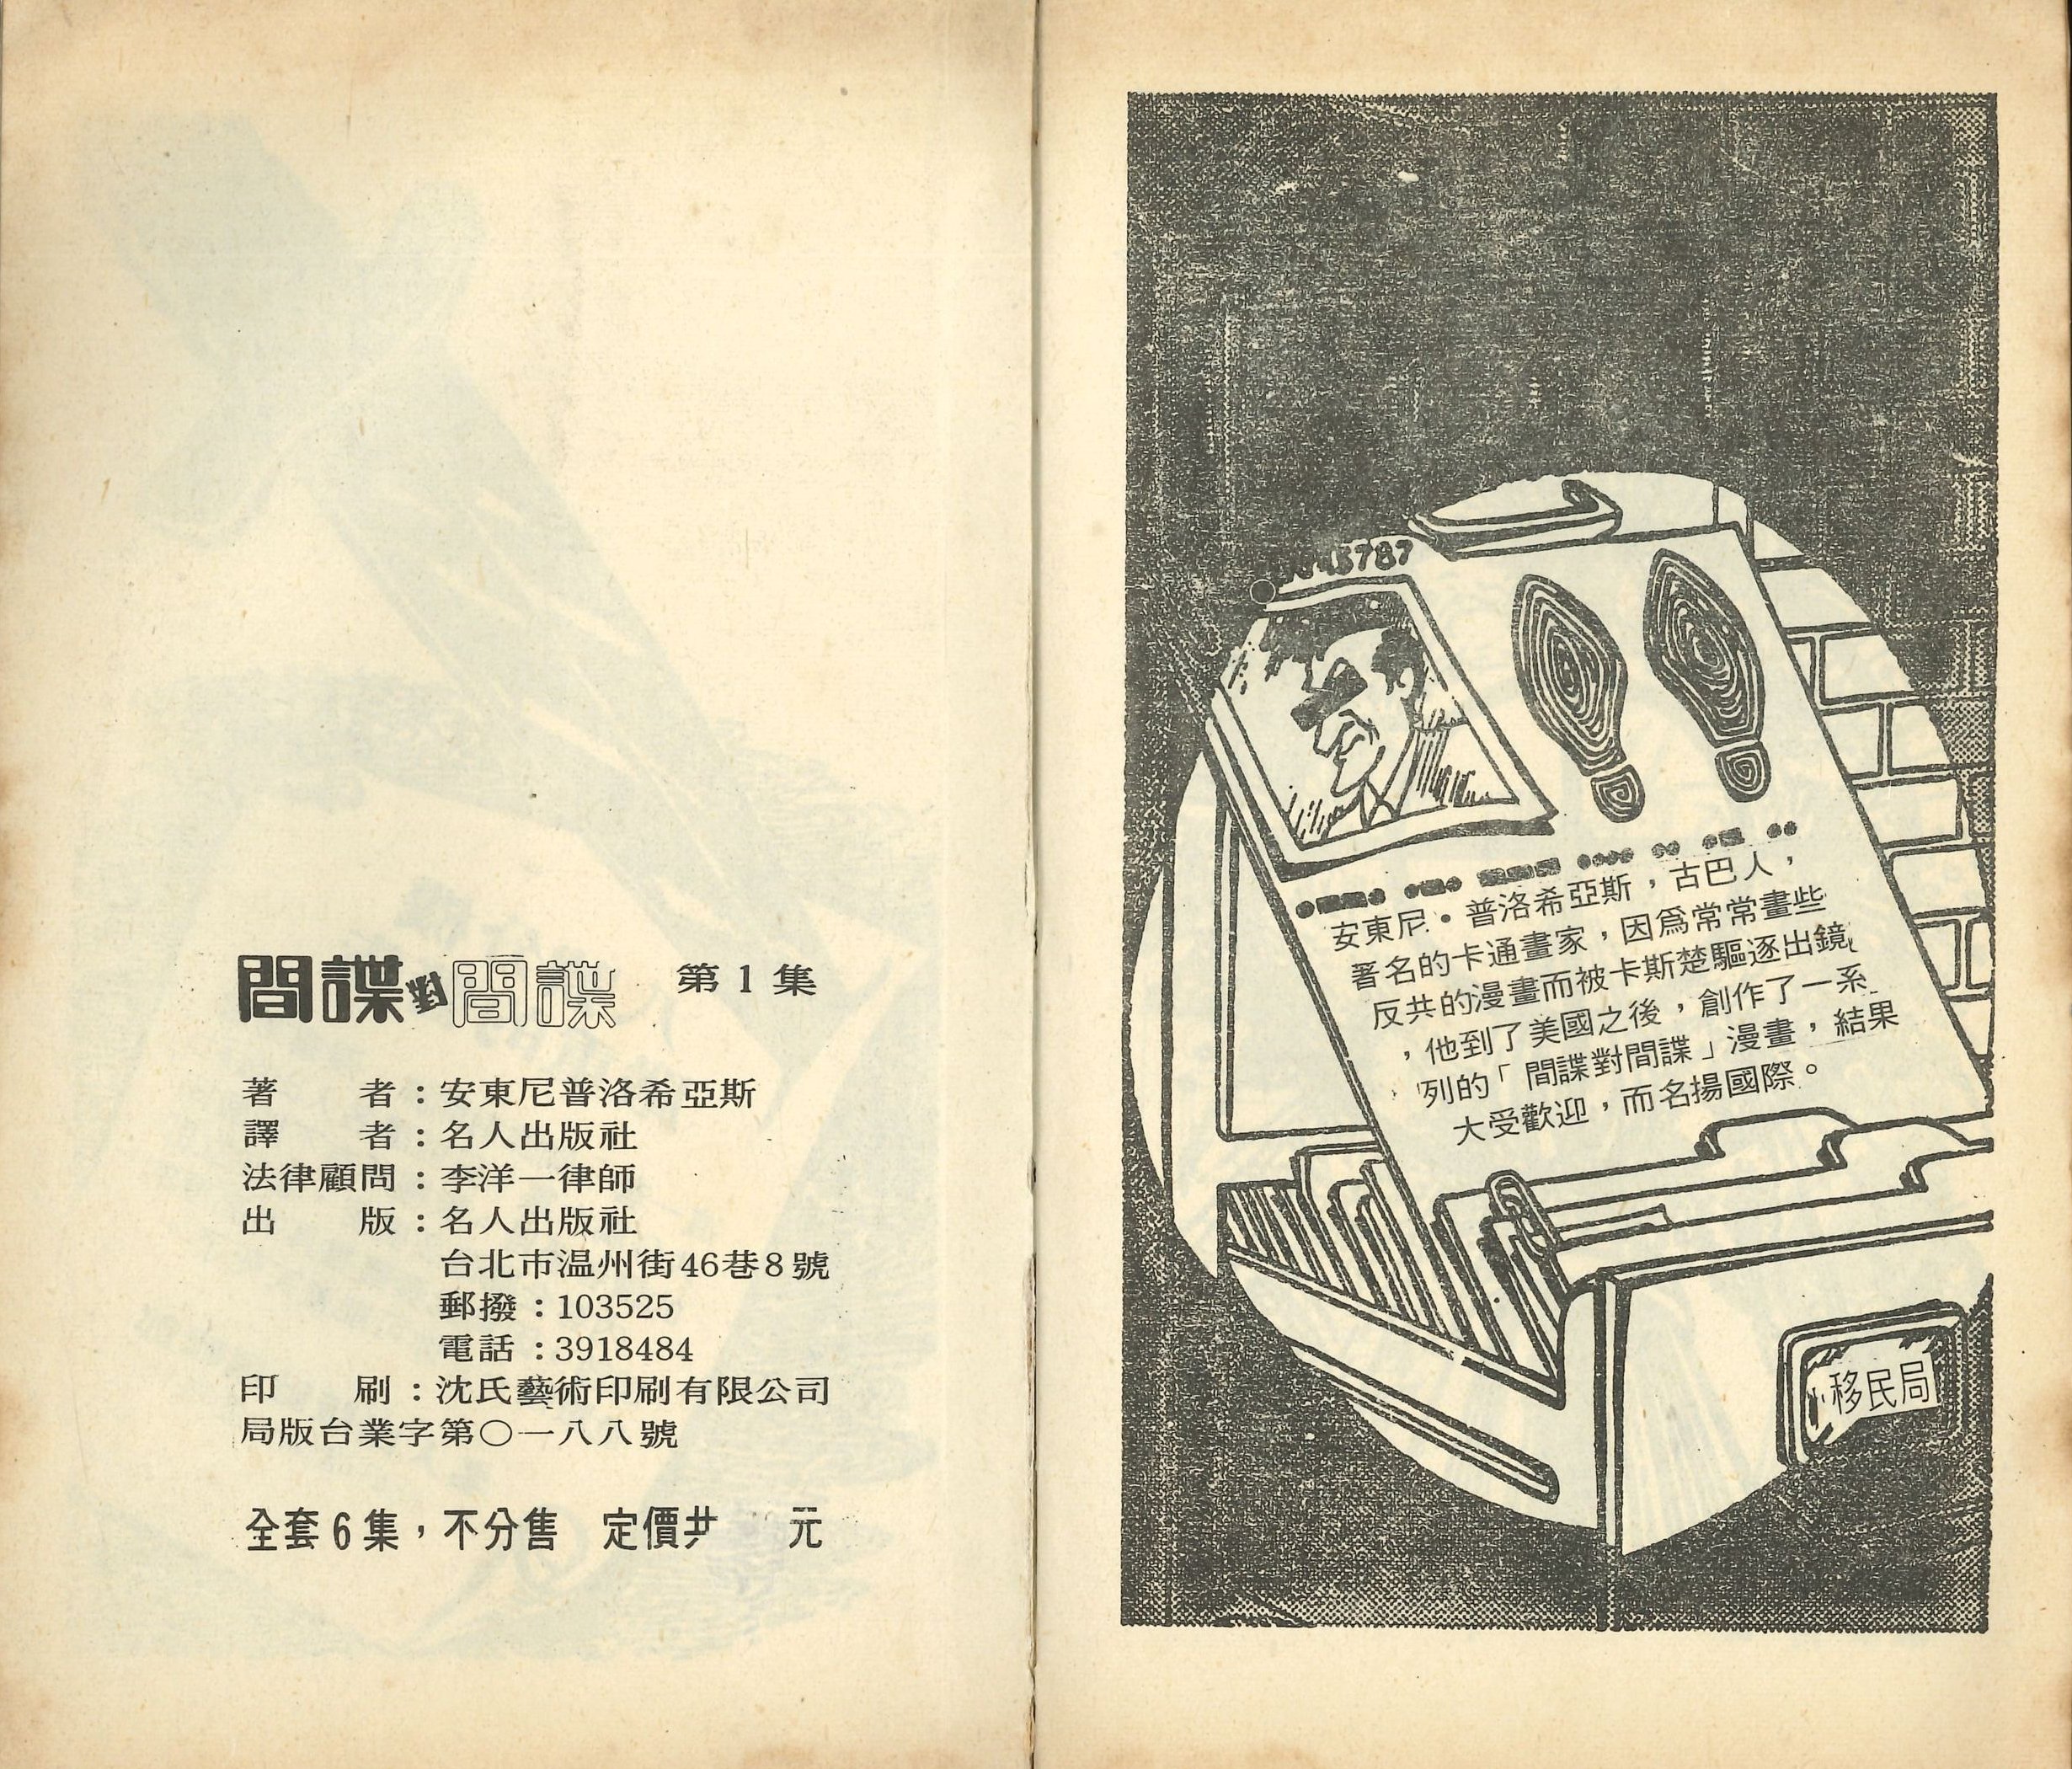 間諜對間諜 第1集
著 者：安東尼普洛希亞斯
譯 者：名人出版社
法律顧問：李洋一律師
出 版：名人出版社
台北市温州街46巷8號
郵撥：103525
電話：3918484
印 刷：沈氏藝術印刷有限公司
局版台業字第〇一八八號
全套6集，不分售 定價共 元
5787
安東尼・普洛希亞斯，古巴人，
著名的卡通畫家，因爲常常畫些
反共的漫畫而被卡斯楚驅逐出鏡
，他到了美國之後，創作了一系
列的「間諜對間諜」漫畫，結果
大受歡迎，而名揚國際。
移民局